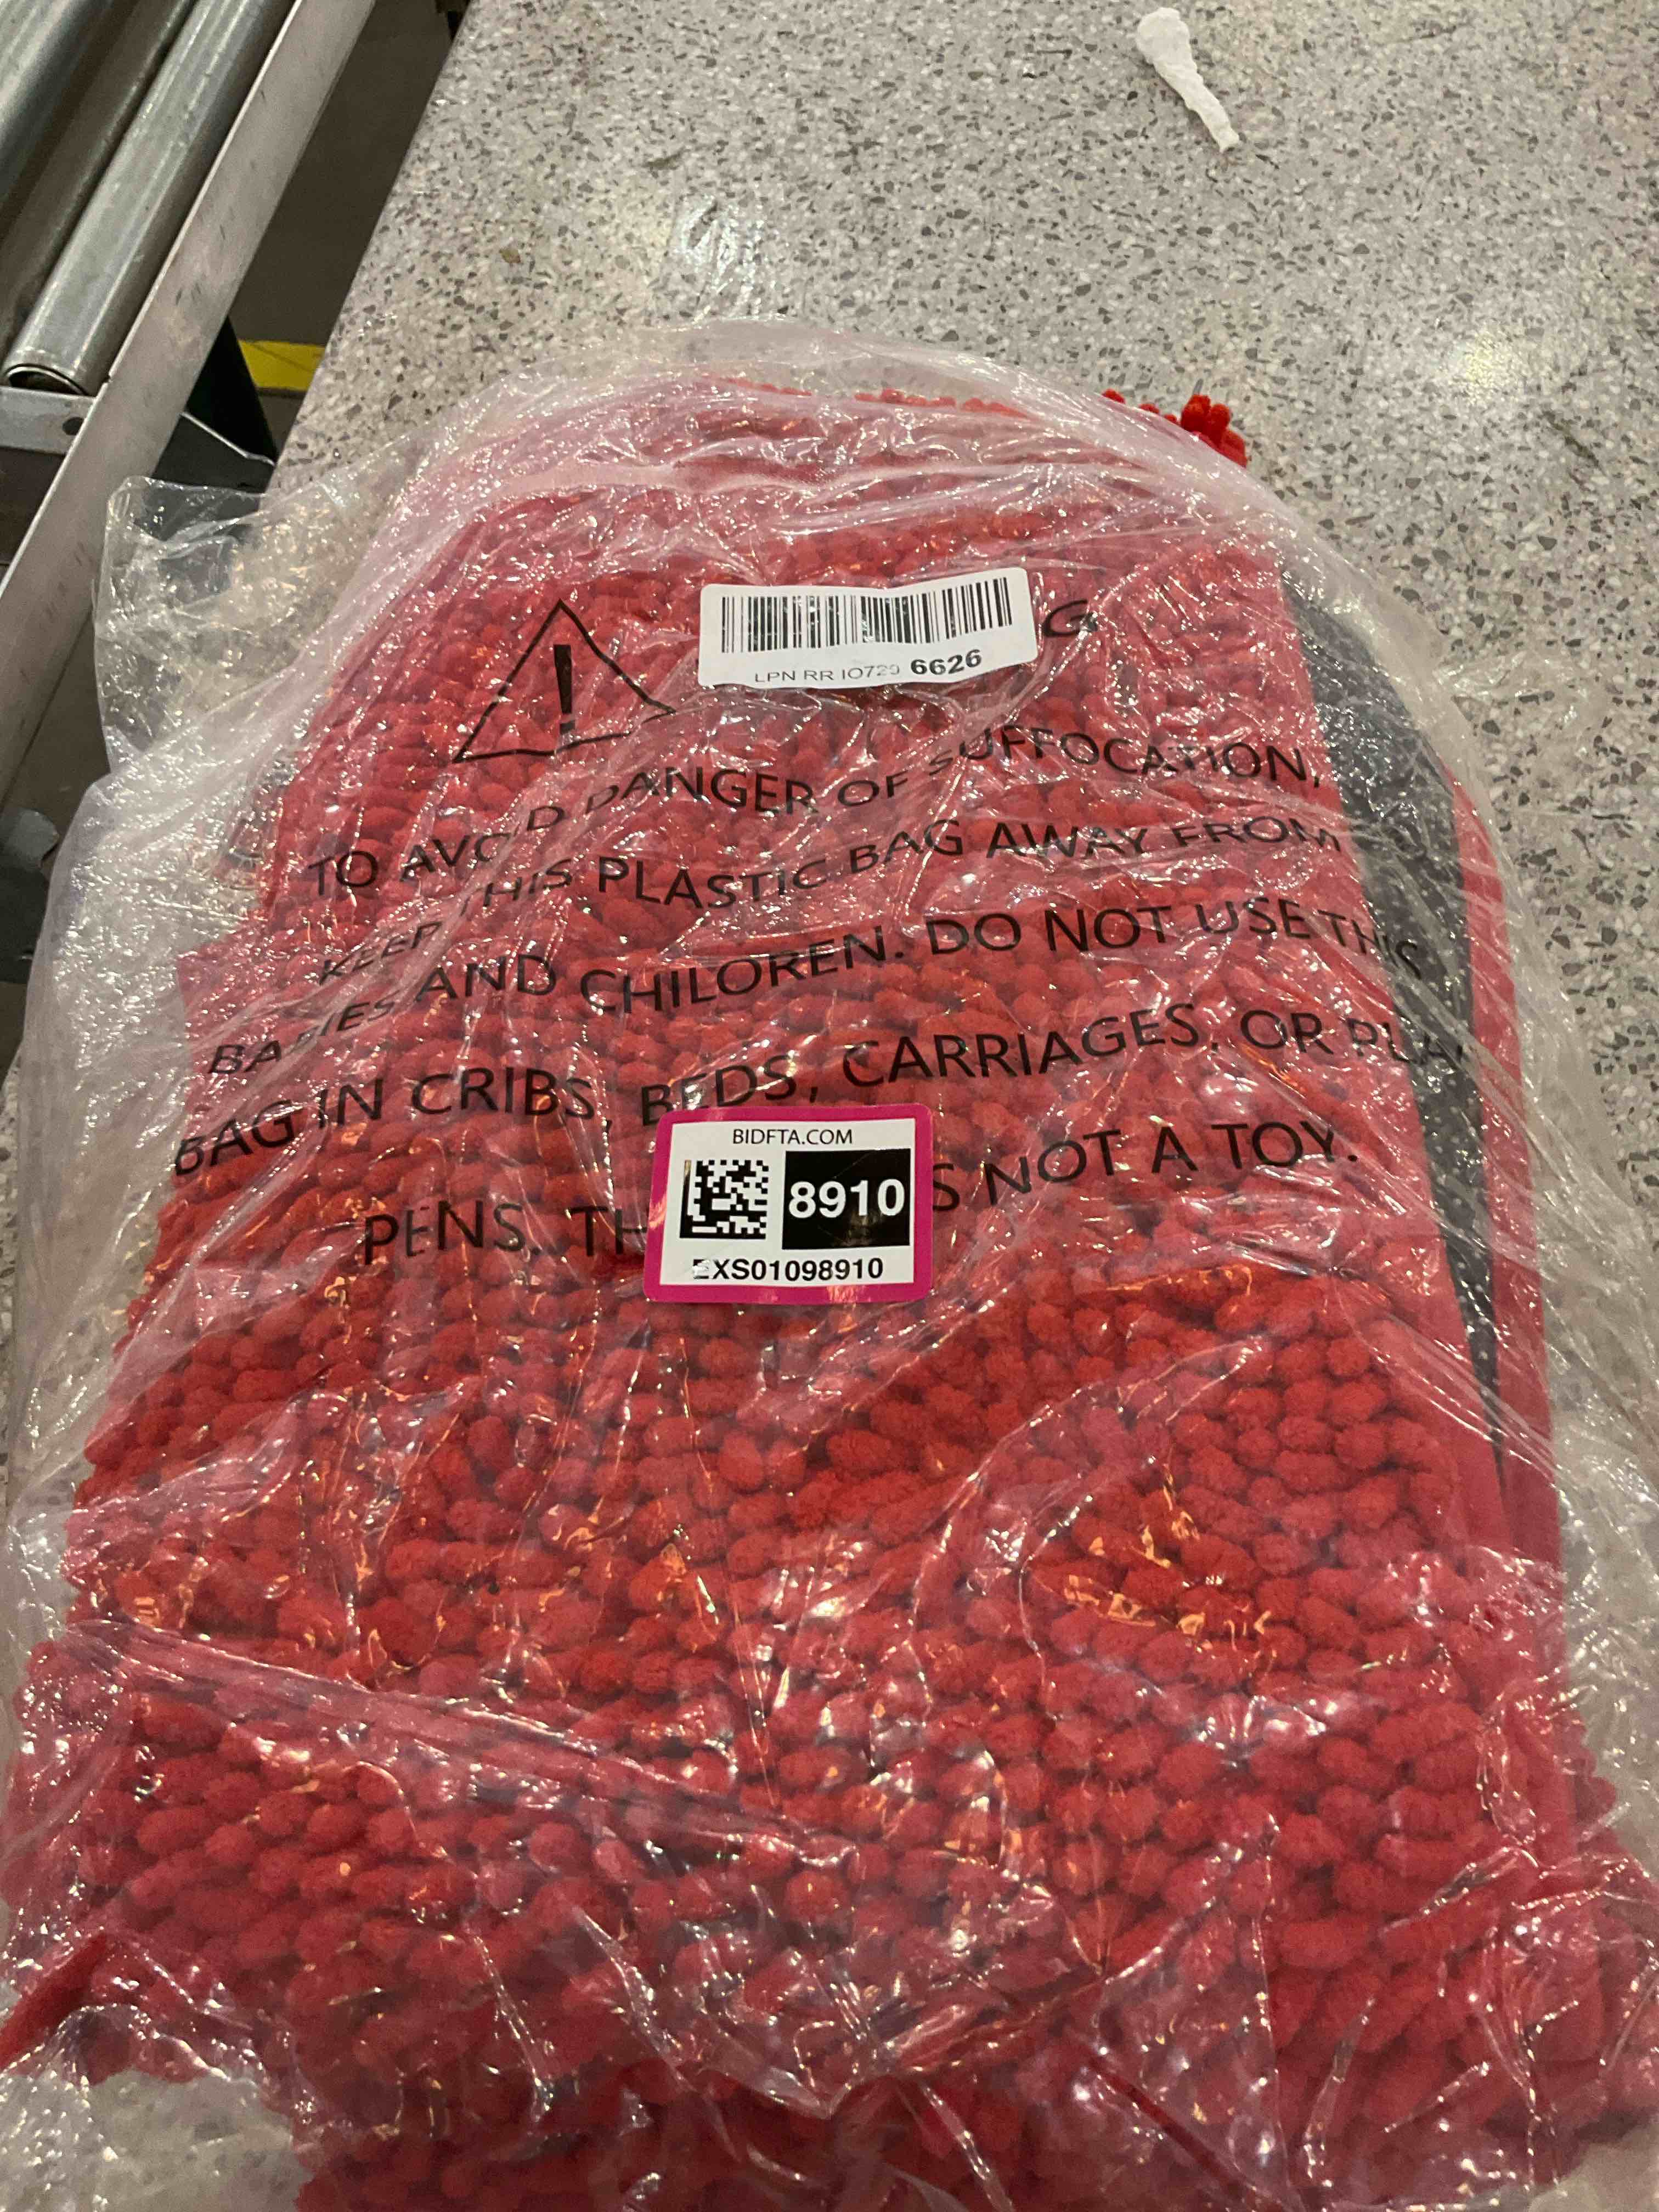 G
LPN RR IO729 6626
TO AVOID DANGER OF SUFFOCATION,
KEEP THIS PLASTIC BAG AWAY FROM
BABIES AND CHILOREN. DO NOT USE THIS
BAG IN CRIBS, BEDS, CARRIAGES, OR PLAY
PENS. TH S NOT A TOY.
BIDFTA.COM
8910
EXS01098910